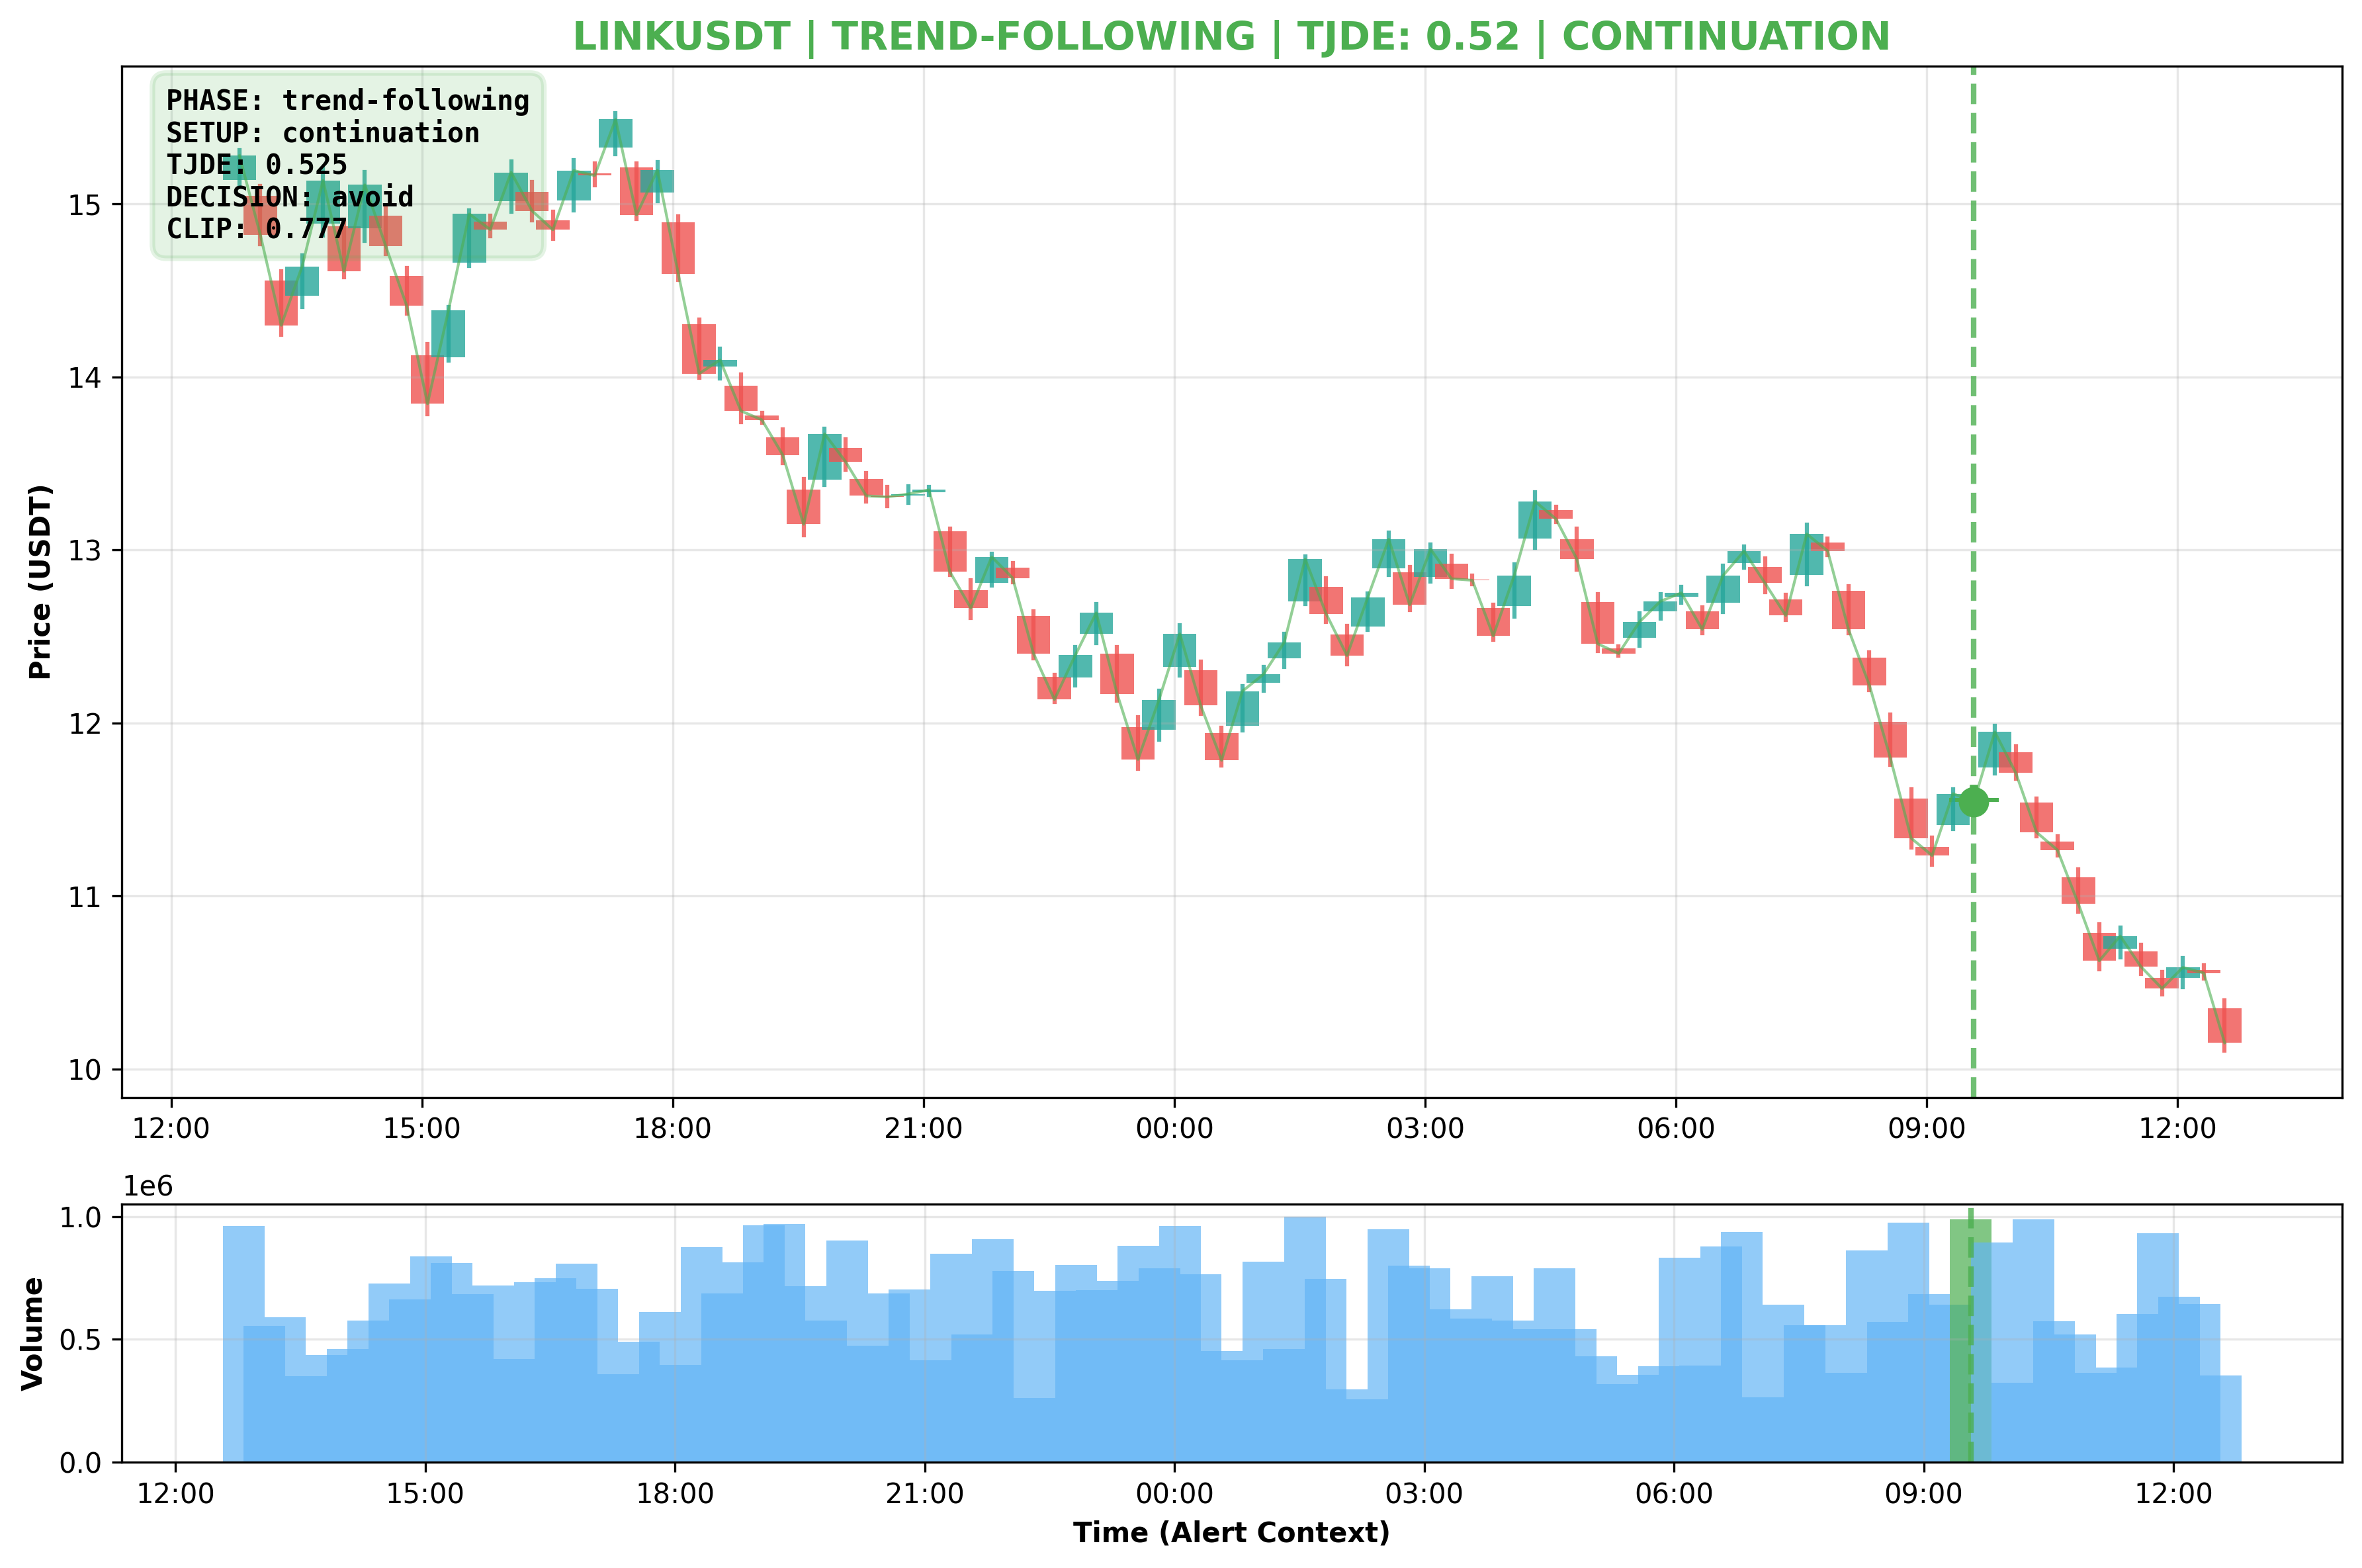 LINKUSDT | TREND-FOLLOWING | TJDE: 0.52 | CONTINUATION
PHASE: trend-following
SETUP: continuation
TJDE: 0.525
DECISION: avoid
CLIP: 0.777
Price (USDT)
15
14
13
12
11
10
12:00 15:00 18:00 21:00 00:00 03:00 06:00 09:00 12:00
1e6
Volume
1.0
0.5
0.0
12:00 15:00 18:00 21:00 00:00 03:00 06:00 09:00 12:00
Time (Alert Context)